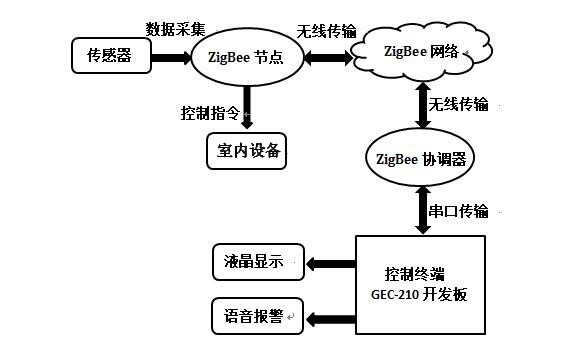 数据采集
无线传输
传感器
ZigBee 节点
ZigBee 网络
控制指令
无线传输
室内设备
ZigBee 协调器
串口传输
液晶显示
控制终端
GEC-210 开发板
语音报警